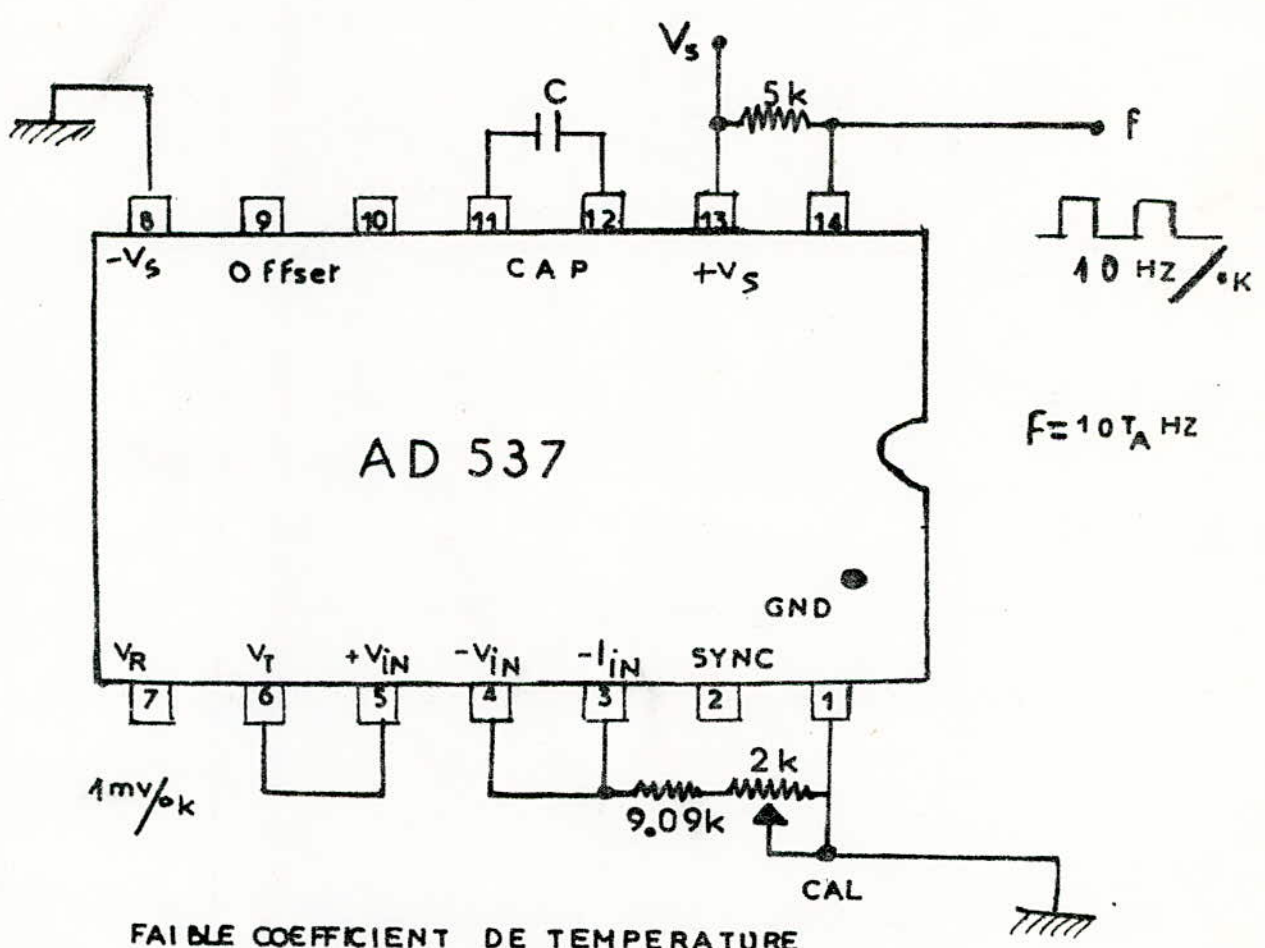 Vs
5k
C
f
8 9 10 11 12 13 14
-Vs Offser CAP +Vs
10 HZ/°K
AD 537
F=10TA HZ
GND
VR VT +ViN -ViN -IiN SYNC
7 6 5 4 3 2 1
1mv/°k
2k
9.09k
CAL
FAIBLE COEFFICIENT DE TEMPERATURE